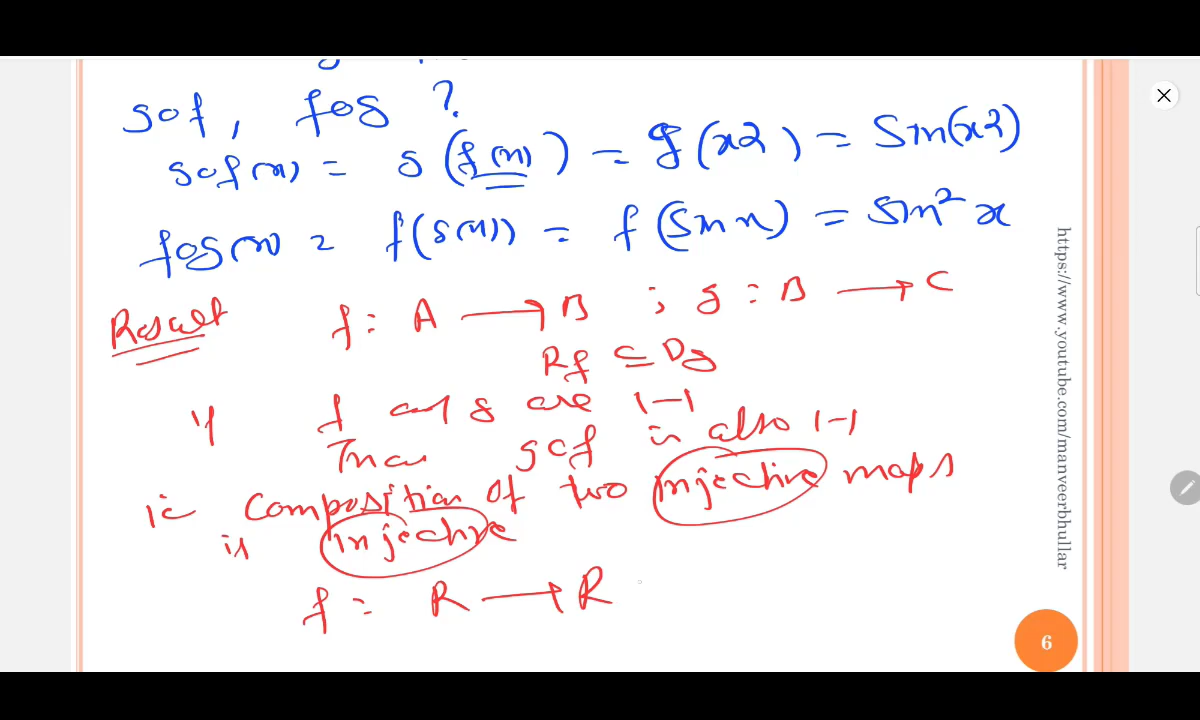 gof, fog ?
gof(x) = g(f(x)) = g(x2) = Sin(x2)
fog(x) = f(g(x)) = f(Sin x) = Sin² x
Result f : A → B ; g : B → C
Rf ⊆ Dg
If f and g are 1-1
Then gof is also 1-1
ie composition of two injective maps
is injective
f : R → R
https://www.youtube.com/manveerbhullar
6